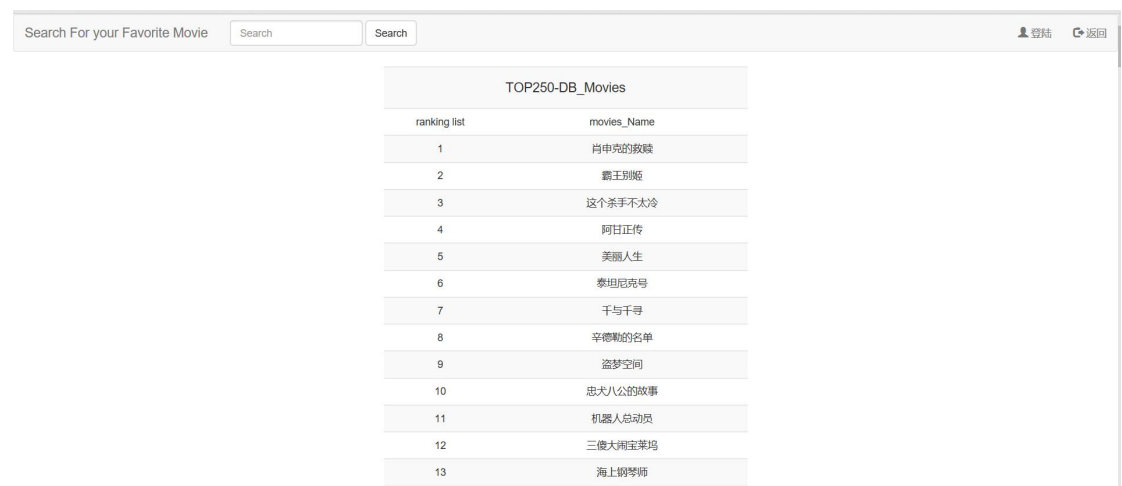 Search For your Favorite Movie Search Search 登陆 返回
TOP250-DB_Movies
ranking list movies_Name
1 肖申克的救赎
2 霸王别姬
3 这个杀手不太冷
4 阿甘正传
5 美丽人生
6 泰坦尼克号
7 千与千寻
8 辛德勒的名单
9 盗梦空间
10 忠犬八公的故事
11 机器人总动员
12 三傻大闹宝莱坞
13 海上钢琴师